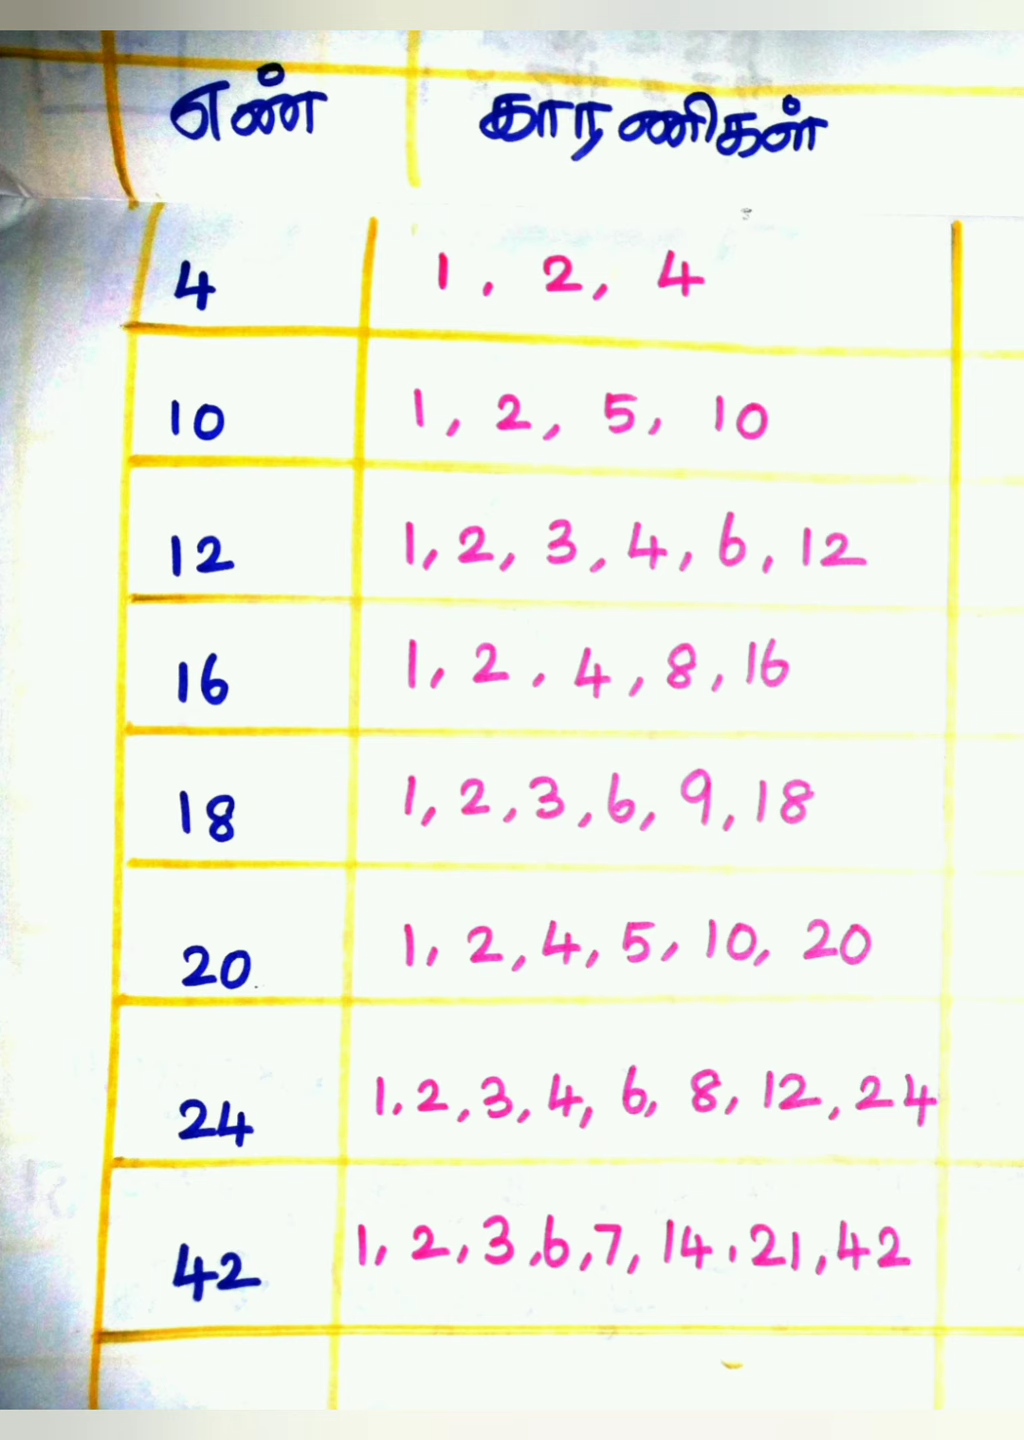 எண் காரணிகள்
4 1, 2, 4
10 1, 2, 5, 10
12 1, 2, 3, 4, 6, 12
16 1, 2, 4, 8, 16
18 1, 2, 3, 6, 9, 18
20 1, 2, 4, 5, 10, 20
24 1, 2, 3, 4, 6, 8, 12, 24
42 1, 2, 3, 6, 7, 14, 21, 42